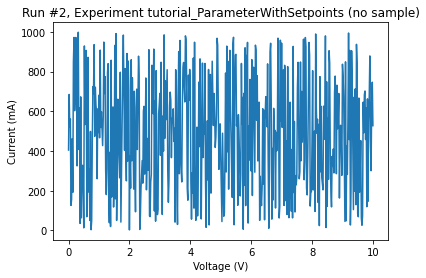 Run #2, Experiment tutorial_ParameterWithSetpoints (no sample)
1000
800
600
400
200
0
Current (mA)
0 2 4 6 8 10
Voltage (V)